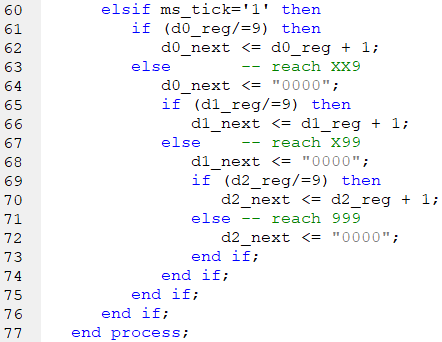 60 elsif ms_tick='1' then
61 if (d0_reg/=9) then
62 d0_next <= d0_reg + 1;
63 else -- reach XX9
64 d0_next <= "0000";
65 if (d1_reg/=9) then
66 d1_next <= d1_reg + 1;
67 else -- reach X99
68 d1_next <= "0000";
69 if (d2_reg/=9) then
70 d2_next <= d2_reg + 1;
71 else -- reach 999
72 d2_next <= "0000";
73 end if;
74 end if;
75 end if;
76 end if;
77 end process;